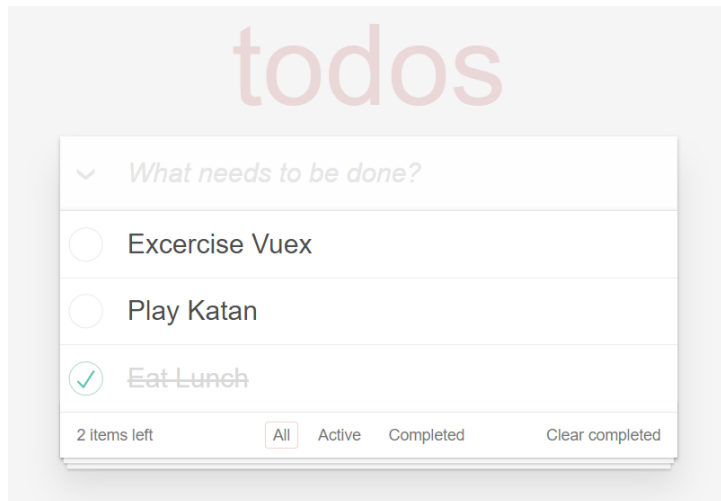 todos
What needs to be done?
Excercise Vuex
Play Katan
Eat Lunch
2 items left All Active Completed Clear completed